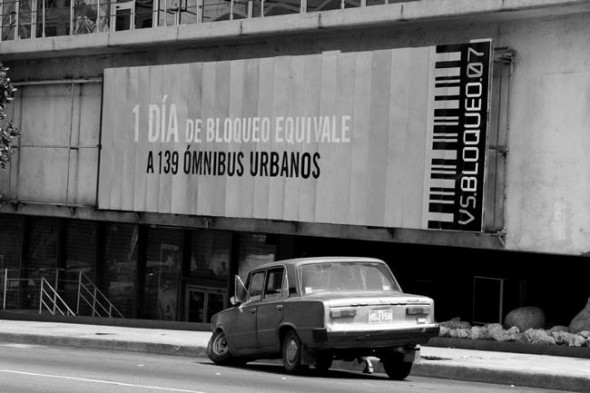 1 DÍA DE BLOQUEO EQUIVALE
A 139 ÓMNIBUS URBANOS
VS.BLOQUEO.07